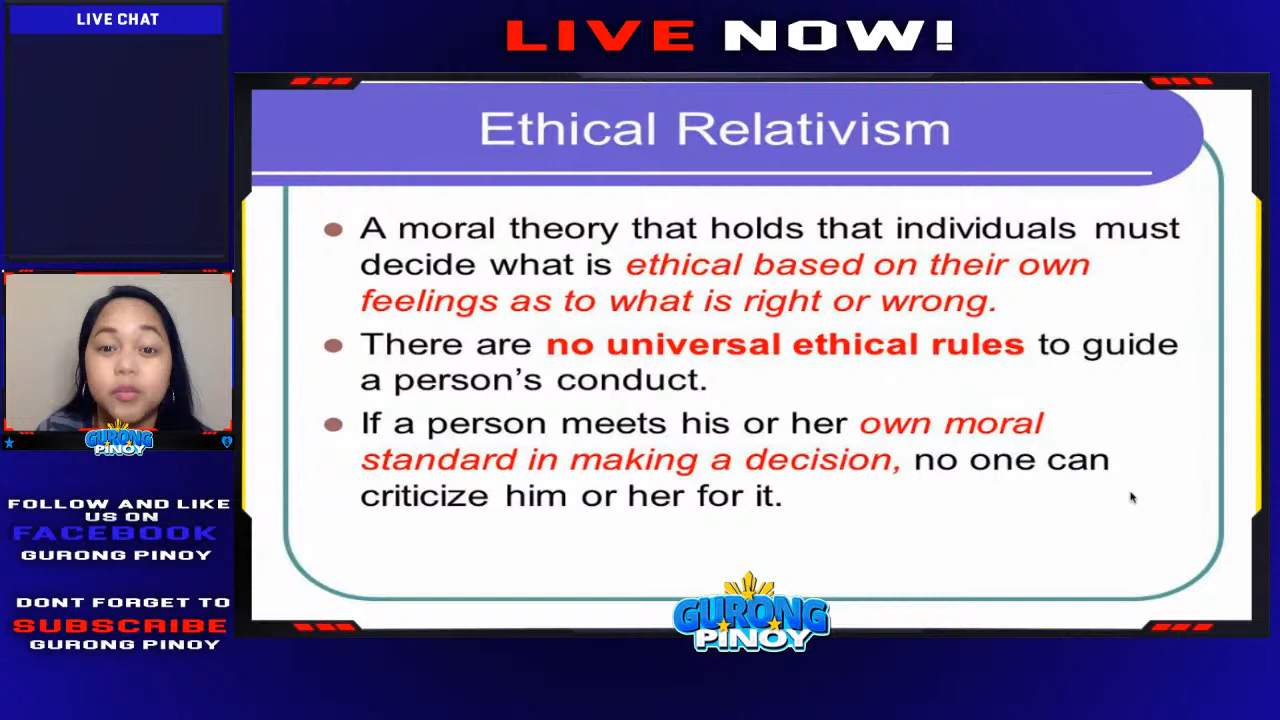 LIVE CHAT
LIVE NOW!
Ethical Relativism
A moral theory that holds that individuals must
decide what is ethical based on their own
feelings as to what is right or wrong.
There are no universal ethical rules to guide
a person's conduct.
If a person meets his or her own moral
standard in making a decision, no one can
criticize him or her for it.
GURONG
PINOY
FOLLOW AND LIKE
US ON
FACEBOOK
GURONG PINOY
DONT FORGET TO
SUBSCRIBE
GURONG PINOY
GURONG
PINOY